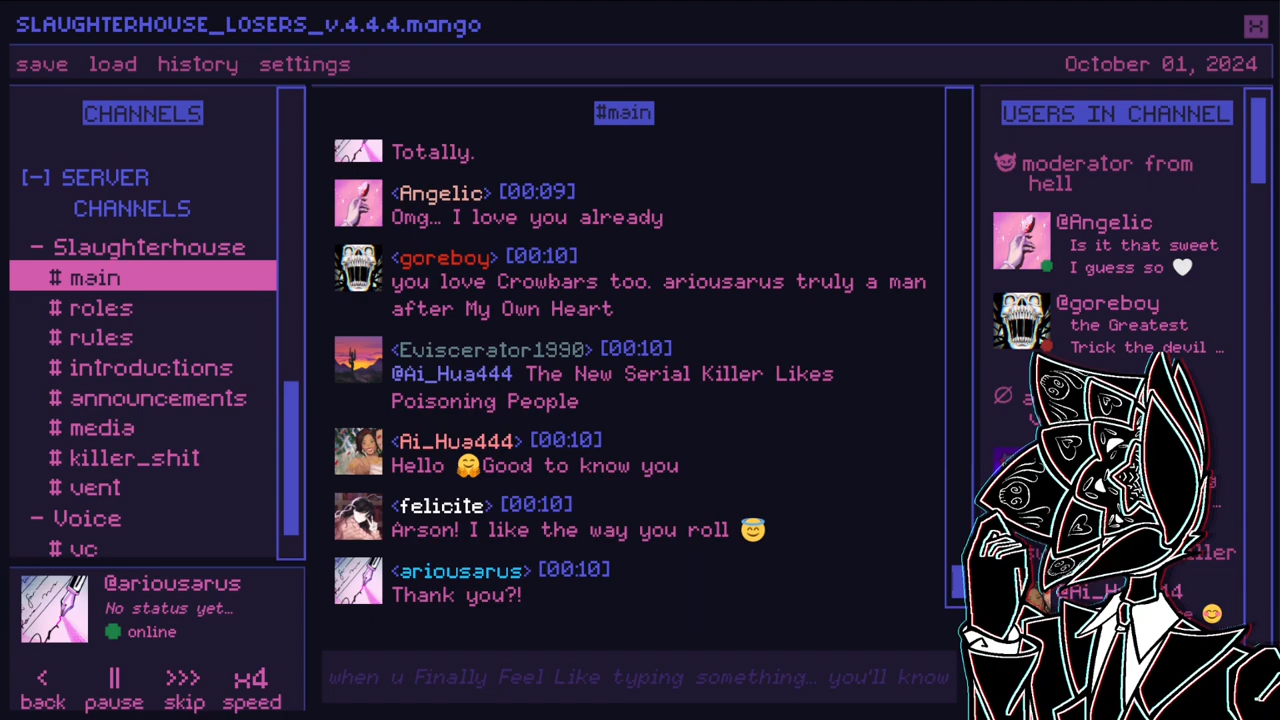 SLAUGHTERHOUSE_LOSERS_v.4.4.4.mango
x
save load history settings
October 01, 2024
CHANNELS
[-] SERVER
CHANNELS
- Slaughterhouse
# main
# roles
# rules
# introductions
# announcements
# media
# killer_shit
# vent
- Voice
# vc
@ariousarus
No status yet...
online
< || >>> x4
back pause skip speed
#main
Totally.
<Angelic> [00:09]
Omg... I love you already
<goreboy> [00:10]
you love Crowbars too. ariousarus truly a man
after My Own Heart
<Eviscerator1990> [00:10]
@Ai_Hua444 The New Serial Killer Likes
Poisoning People
<Ai_Hua444> [00:10]
Hello 🤗Good to know you
<felicite> [00:10]
Arson! I like the way you roll 😇
<ariousarus> [00:10]
Thank you?!
when u Finally Feel Like typing something... you'll know
USERS IN CHANNEL
😈 moderator from
hell
@Angelic
Is it that sweet
I guess so 🤍
@goreboy
the Greatest
Trick the devil ...